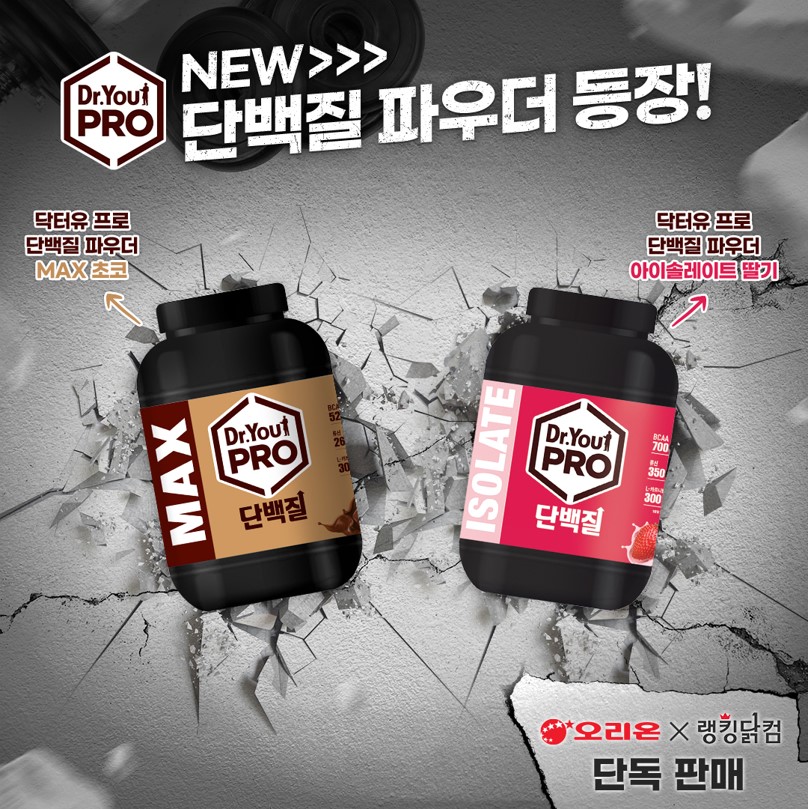 Dr.You
PRO
NEW>>>
단백질 파우더 등장!
닥터유 프로
단백질 파우더
MAX 초코
닥터유 프로
단백질 파우더
아이솔레이트 딸기
MAX
Dr.You
PRO
단백질
BCAA
700
류신
350
300
ISOLATE
Dr.You
PRO
단백질
오리온 × 랭킹닭컴
단독 판매